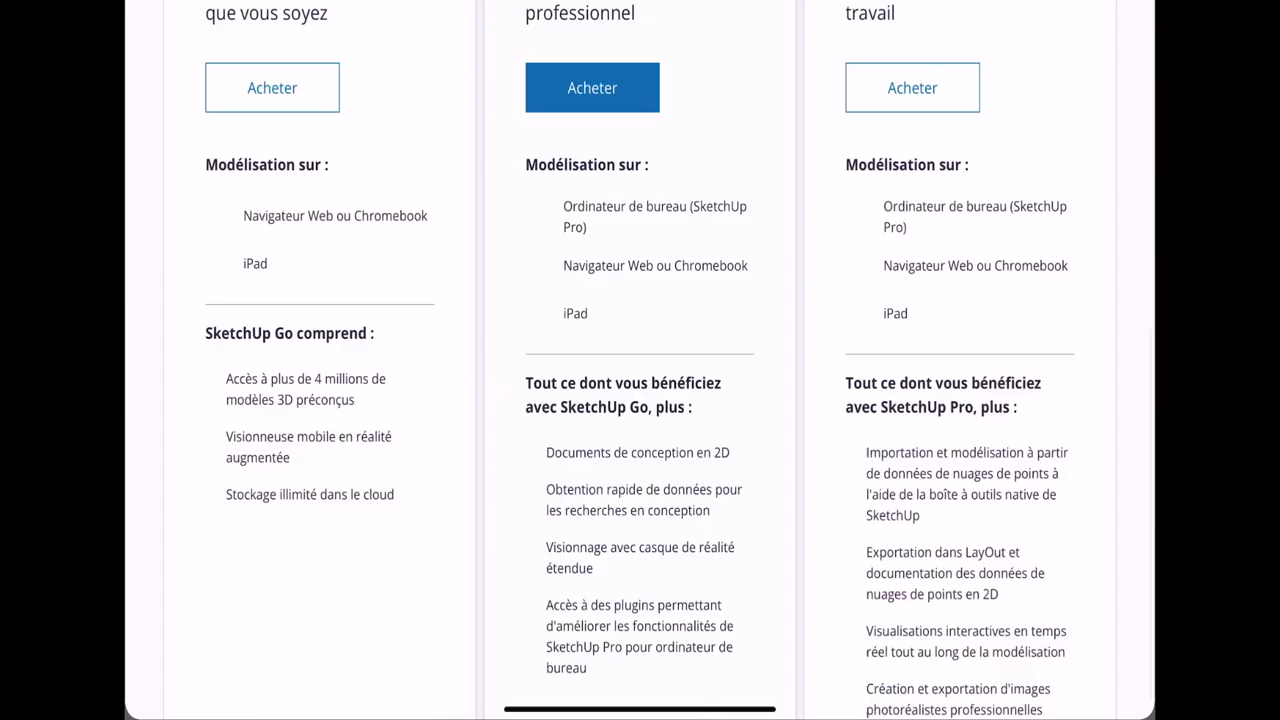 que vous soyez
Acheter
Modélisation sur :
Navigateur Web ou Chromebook
iPad
SketchUp Go comprend :
Accès à plus de 4 millions de
modèles 3D préconçus
Visionneuse mobile en réalité
augmentée
Stockage illimité dans le cloud
professionnel
Acheter
Modélisation sur :
Ordinateur de bureau (SketchUp
Pro)
Navigateur Web ou Chromebook
iPad
Tout ce dont vous bénéficiez
avec SketchUp Go, plus :
Documents de conception en 2D
Obtention rapide de données pour
les recherches en conception
Visionnage avec casque de réalité
étendue
Accès à des plugins permettant
d'améliorer les fonctionnalités de
SketchUp Pro pour ordinateur de
bureau
travail
Acheter
Modélisation sur :
Ordinateur de bureau (SketchUp
Pro)
Navigateur Web ou Chromebook
iPad
Tout ce dont vous bénéficiez
avec SketchUp Pro, plus :
Importation et modélisation à partir
de données de nuages de points à
l'aide de la boîte à outils native de
SketchUp
Exportation dans LayOut et
documentation des données de
nuages de points en 2D
Visualisations interactives en temps
réel tout au long de la modélisation
Création et exportation d'images
photoréalistes professionnelles